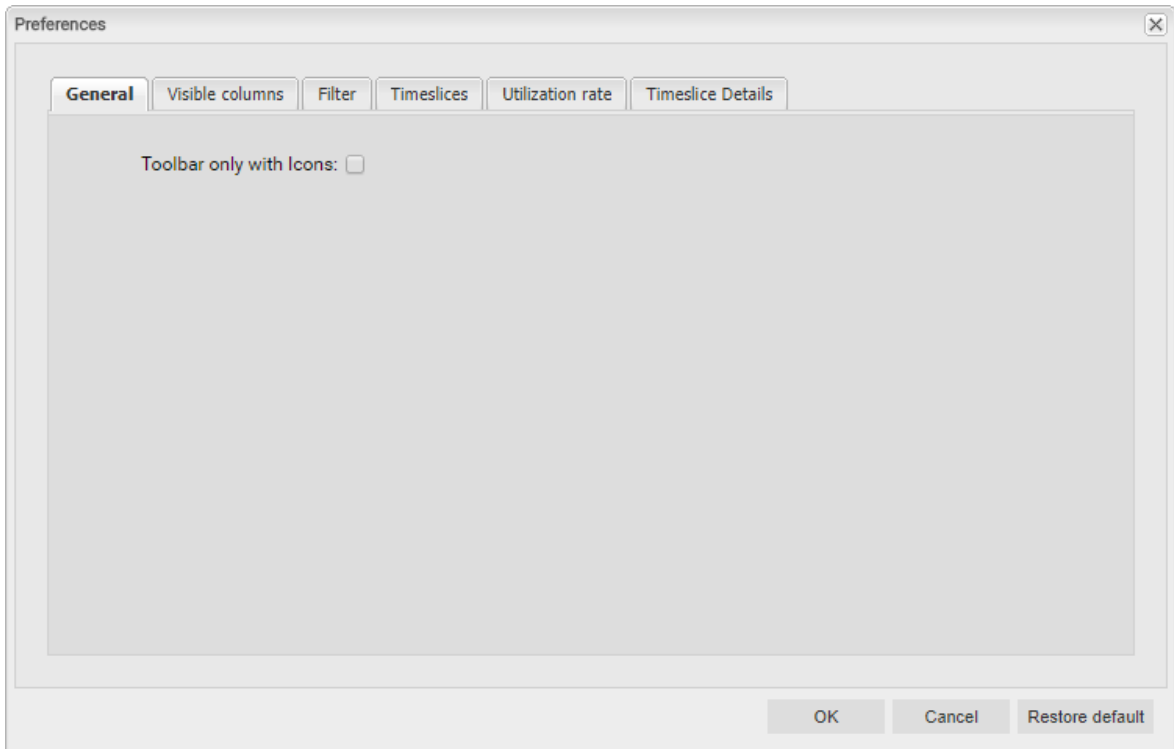 Preferences
General Visible columns Filter Timeslices Utilization rate Timeslice Details
Toolbar only with Icons:
OK Cancel Restore default